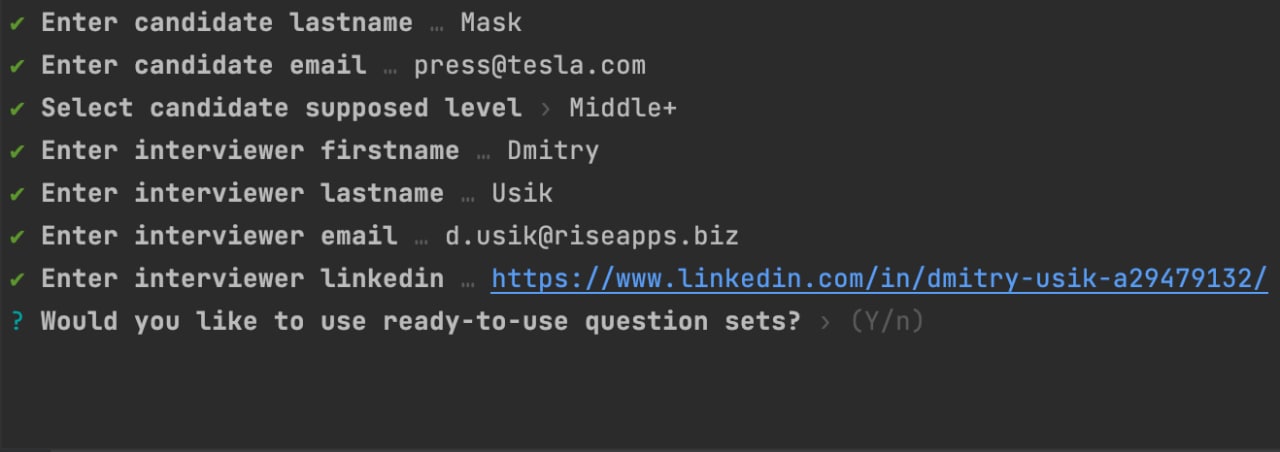 ✔ Enter candidate lastname … Mask
✔ Enter candidate email … press@tesla.com
✔ Select candidate supposed level › Middle+
✔ Enter interviewer firstname … Dmitry
✔ Enter interviewer lastname … Usik
✔ Enter interviewer email … d.usik@riseapps.biz
✔ Enter interviewer linkedin … https://www.linkedin.com/in/dmitry-usik-a29479132/
? Would you like to use ready-to-use question sets? › (Y/n)